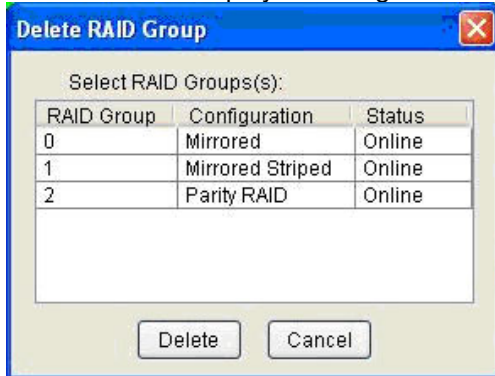 Delete RAID Group
Select RAID Groups(s):
RAID Group Configuration Status
0 Mirrored Online
1 Mirrored Striped Online
2 Parity RAID Online
Delete Cancel